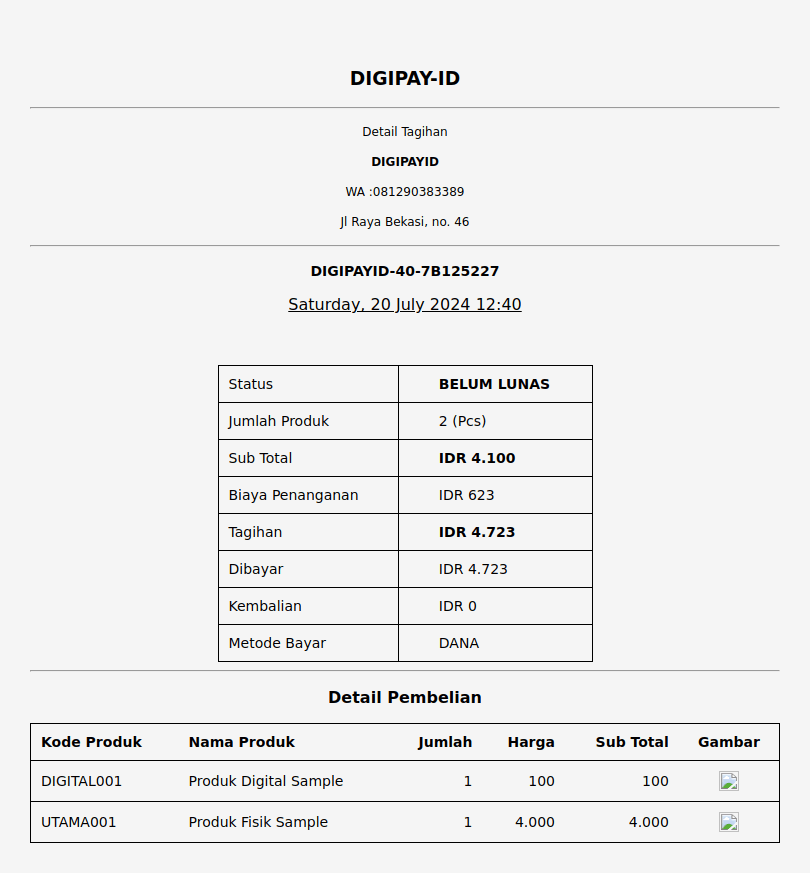 DIGIPAY-ID
Detail Tagihan
DIGIPAYID
WA :081290383389
Jl Raya Bekasi, no. 46
DIGIPAYID-40-7B125227
Saturday, 20 July 2024 12:40
Status BELUM LUNAS
Jumlah Produk 2 (Pcs)
Sub Total IDR 4.100
Biaya Penanganan IDR 623
Tagihan IDR 4.723
Dibayar IDR 4.723
Kembalian IDR 0
Metode Bayar DANA
Detail Pembelian
Kode Produk Nama Produk Jumlah Harga Sub Total Gambar
DIGITAL001 Produk Digital Sample 1 100 100
UTAMA001 Produk Fisik Sample 1 4.000 4.000